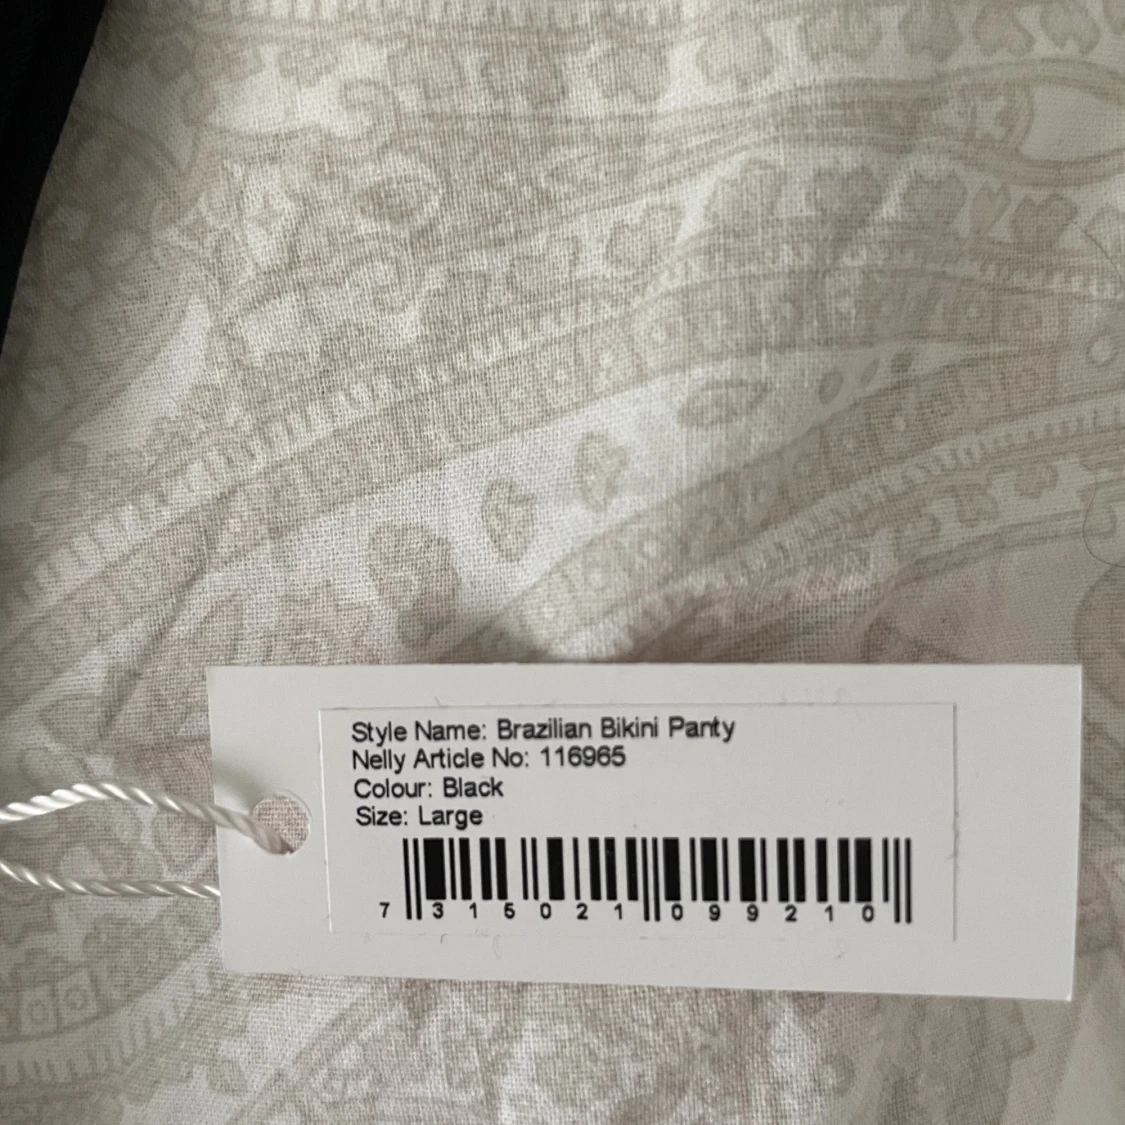 Style Name: Brazilian Bikini Panty
Nelly Article No: 116965
Colour: Black
Size: Large
7 315021 099210